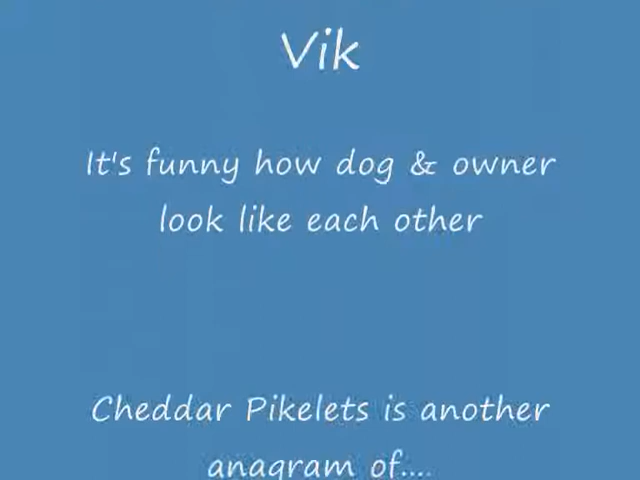 Vik
It's funny how dog & owner
look like each other
Cheddar Pikelets is another
anagram of....